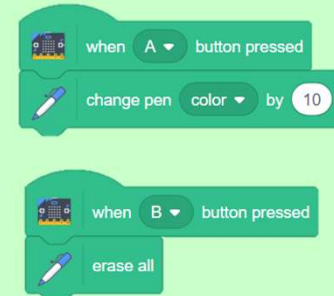 when A button pressed
change pen color by 10
when B button pressed
erase all